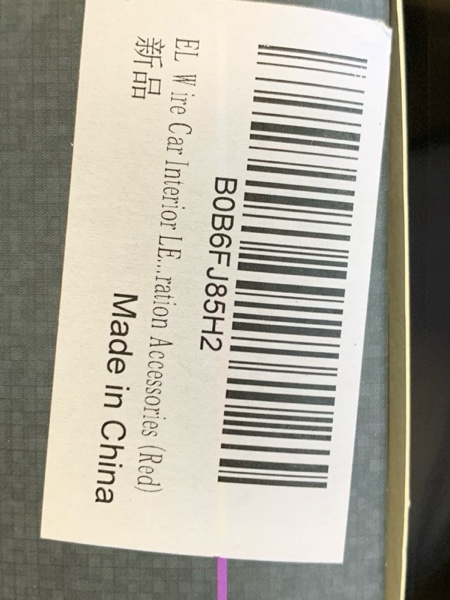 B0B6FJ85H2
EL Wire Car Interior LE...ration Accessories (Red)
新品
Made in China